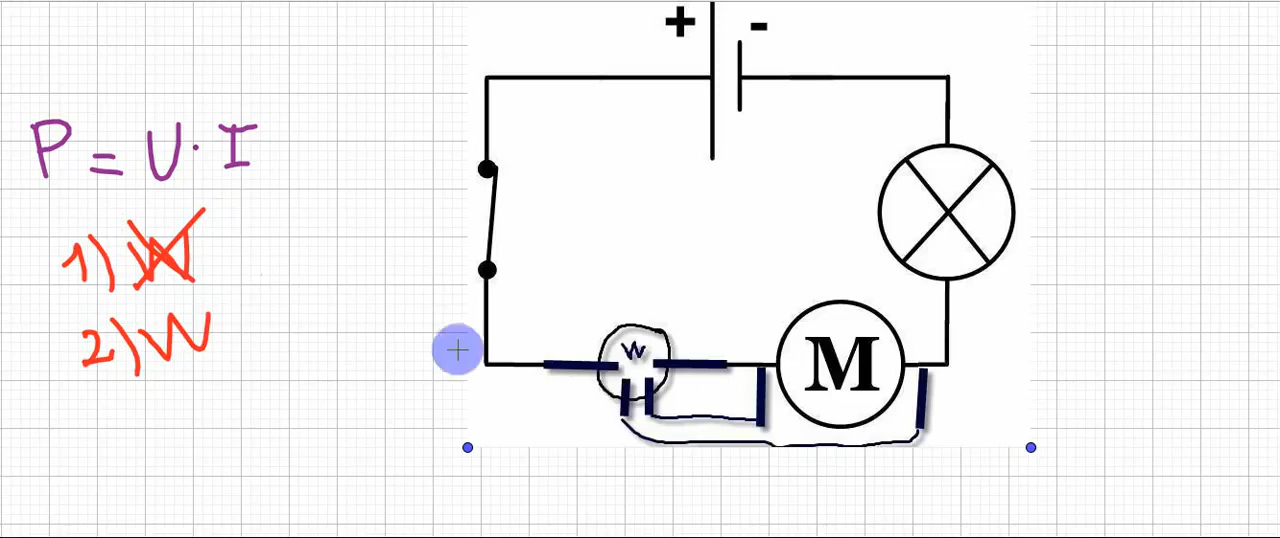 + -
P = U · I
1) W
2) W
W
M